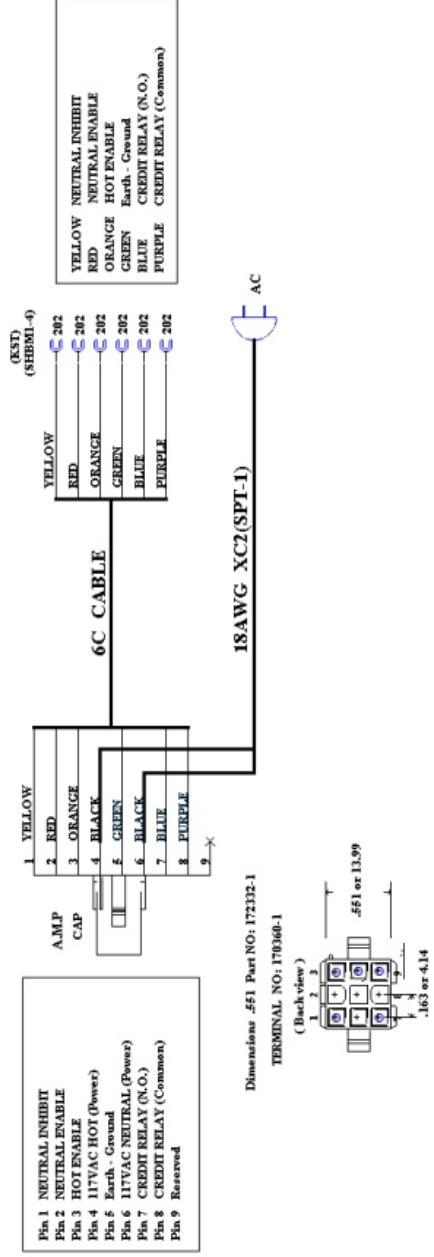 Pin 1 NEUTRAL INHIBIT
Pin 2 NEUTRAL ENABLE
Pin 3 HOT ENABLE
Pin 4 117VAC HOT (Power)
Pin 5 Earth - Ground
Pin 6 117VAC NEUTRAL (Power)
Pin 7 CREDIT RELAY (N.O.)
Pin 8 CREDIT RELAY (Common)
Pin 9 Reserved
A.M.P
CAP
1 YELLOW
2 RED
3 ORANGE
4 BLACK
5 GREEN
6 BLACK
7 BLUE
8 PURPLE
9
6C CABLE
18AWG XC2(SPT-1)
(KST)
(SHBM1-4)
YELLOW 202
RED 202
ORANGE 202
GREEN 202
BLUE 202
PURPLE 202
AC
YELLOW NEUTRAL INHIBIT
RED NEUTRAL ENABLE
ORANGE HOT ENABLE
GREEN Earth - Ground
BLUE CREDIT RELAY (N.O.)
PURPLE CREDIT RELAY (Common)
Dimensions .551 Part NO: 172332-1
TERMINAL NO: 170360-1
( Back view )
1 2 3
9
.551 or 13.99
.163 or 4.14